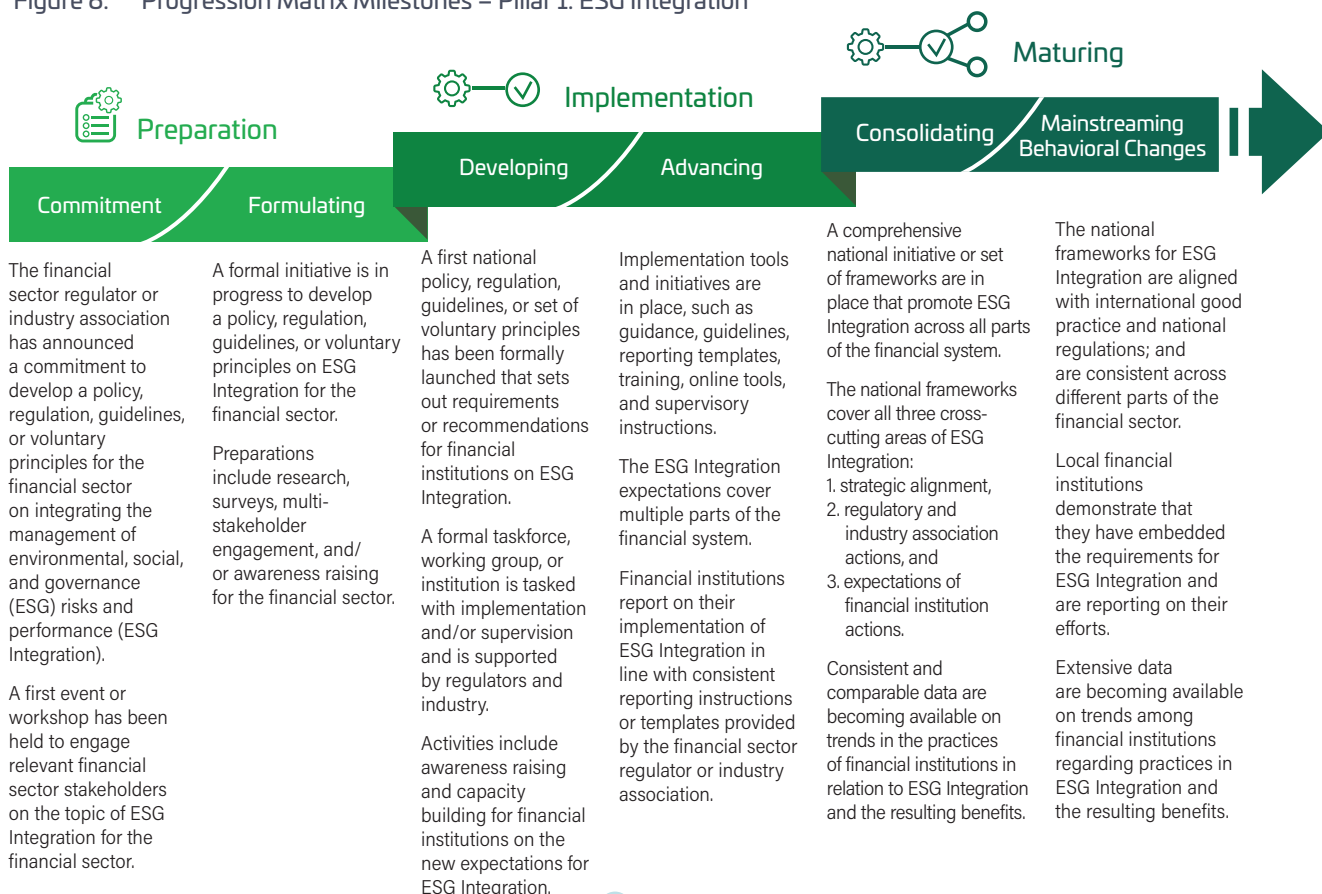 Figure 6. Progression Matrix Milestones – Pillar 1: ESG Integration
Preparation
Implementation
Maturing
Commitment
Formulating
Developing
Advancing
Consolidating
Mainstreaming
Behavioral Changes
The financial
sector regulator or
industry association
has announced
a commitment to
develop a policy,
regulation, guidelines,
or voluntary
principles for the
financial sector
on integrating the
management of
environmental, social,
and governance
(ESG) risks and
performance (ESG
Integration).
A first event or
workshop has been
held to engage
relevant financial
sector stakeholders
on the topic of ESG
Integration for the
financial sector.
A formal initiative is in
progress to develop
a policy, regulation,
guidelines, or voluntary
principles on ESG
Integration for the
financial sector.
Preparations
include research,
surveys, multi-
stakeholder
engagement, and/
or awareness raising
for the financial sector.
A first national
policy, regulation,
guidelines, or set of
voluntary principles
has been formally
launched that sets
out requirements
or recommendations
for financial
institutions on ESG
Integration.
A formal taskforce,
working group, or
institution is tasked
with implementation
and/or supervision
and is supported
by regulators and
industry.
Activities include
awareness raising
and capacity
building for financial
institutions on the
new expectations for
ESG Integration.
Implementation tools
and initiatives are
in place, such as
guidance, guidelines,
reporting templates,
training, online tools,
and supervisory
instructions.
The ESG Integration
expectations cover
multiple parts of the
financial system.
Financial institutions
report on their
implementation of
ESG Integration in
line with consistent
reporting instructions
or templates provided
by the financial sector
regulator or industry
association.
A comprehensive
national initiative or set
of frameworks are in
place that promote ESG
Integration across all parts
of the financial system.
The national frameworks
cover all three cross-
cutting areas of ESG
Integration:
1. strategic alignment,
2. regulatory and
industry association
actions, and
3. expectations of
financial institution
actions.
Consistent and
comparable data are
becoming available on
trends in the practices
of financial institutions in
relation to ESG Integration
and the resulting benefits.
The national
frameworks for ESG
Integration are aligned
with international good
practice and national
regulations; and
are consistent across
different parts of the
financial sector.
Local financial
institutions
demonstrate that
they have embedded
the requirements for
ESG Integration and
are reporting on their
efforts.
Extensive data
are becoming available
on trends among
financial institutions
regarding practices in
ESG Integration and
the resulting benefits.